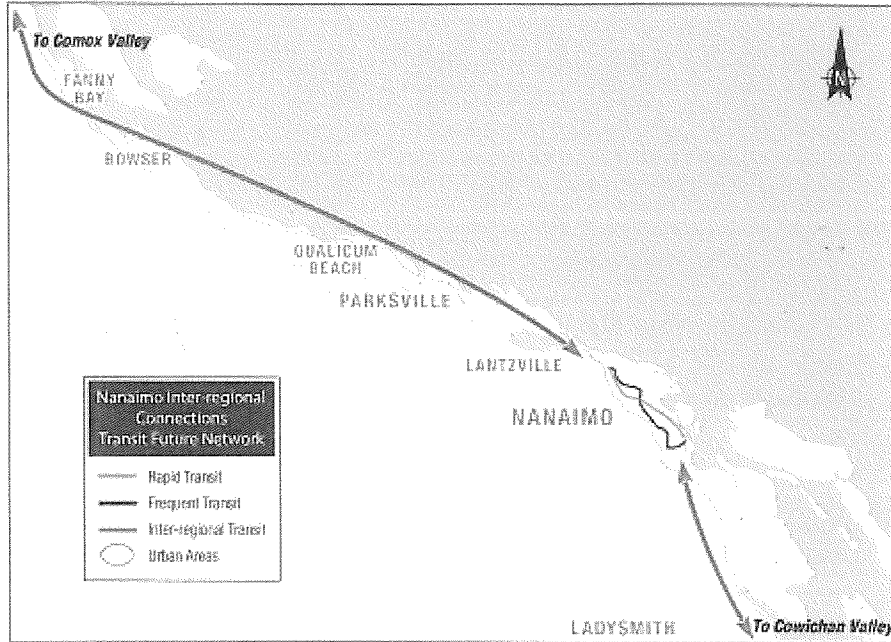 To Comox Valley
N
FANNY
BAY
BOWSER
QUALICUM
BEACH
PARKSVILLE
LANTZVILLE
NANAIMO
Nanaimo Inter-regional
Connections
Transit Future Network
Rapid Transit
Frequent Transit
Inter-regional Transit
Urban Areas
LADYSMITH
To Cowichan Valley